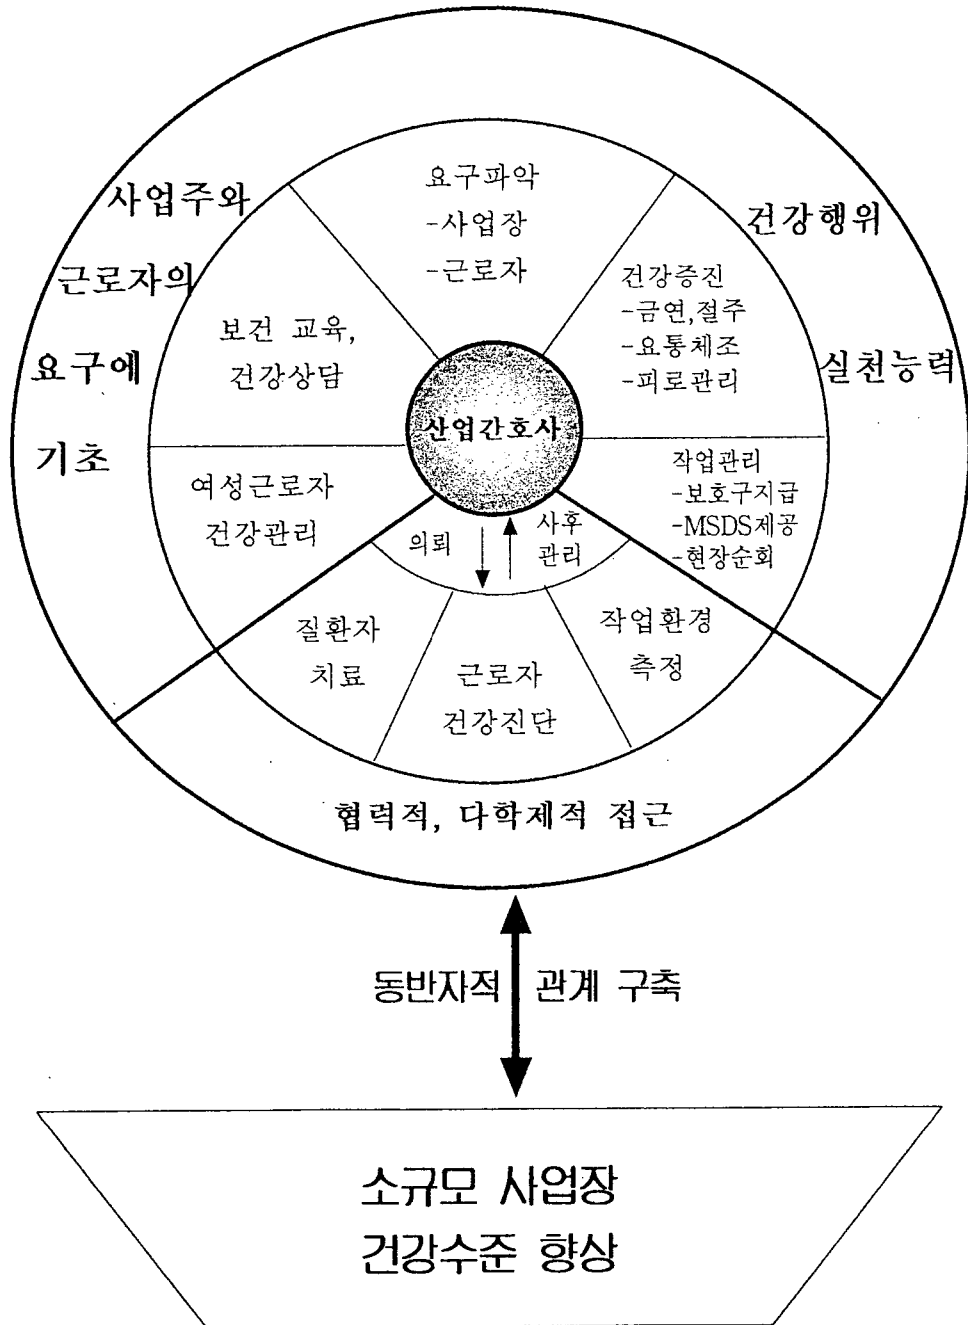 사업주와
근로자의
요구에
기초
건강행위
실천능력
요구파악
-사업장
-근로자
건강증진
-금연,절주
-요통체조
-피로관리
보건 교육,
건강상담
산업간호사
여성근로자
건강관리
작업관리
-보호구지급
-MSDS제공
-현장순회
의뢰
사후
관리
질환자
치료
근로자
건강진단
작업환경
측정
협력적, 다학제적 접근
동반자적 관계 구축
소규모 사업장
건강수준 향상